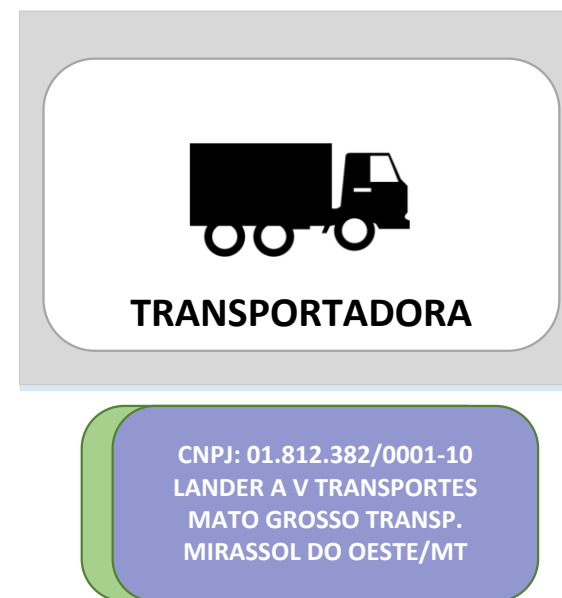 TRANSPORTADORA
CNPJ: 01.812.382/0001-10
LANDER A V TRANSPORTES
MATO GROSSO TRANSP.
MIRASSOL DO OESTE/MT